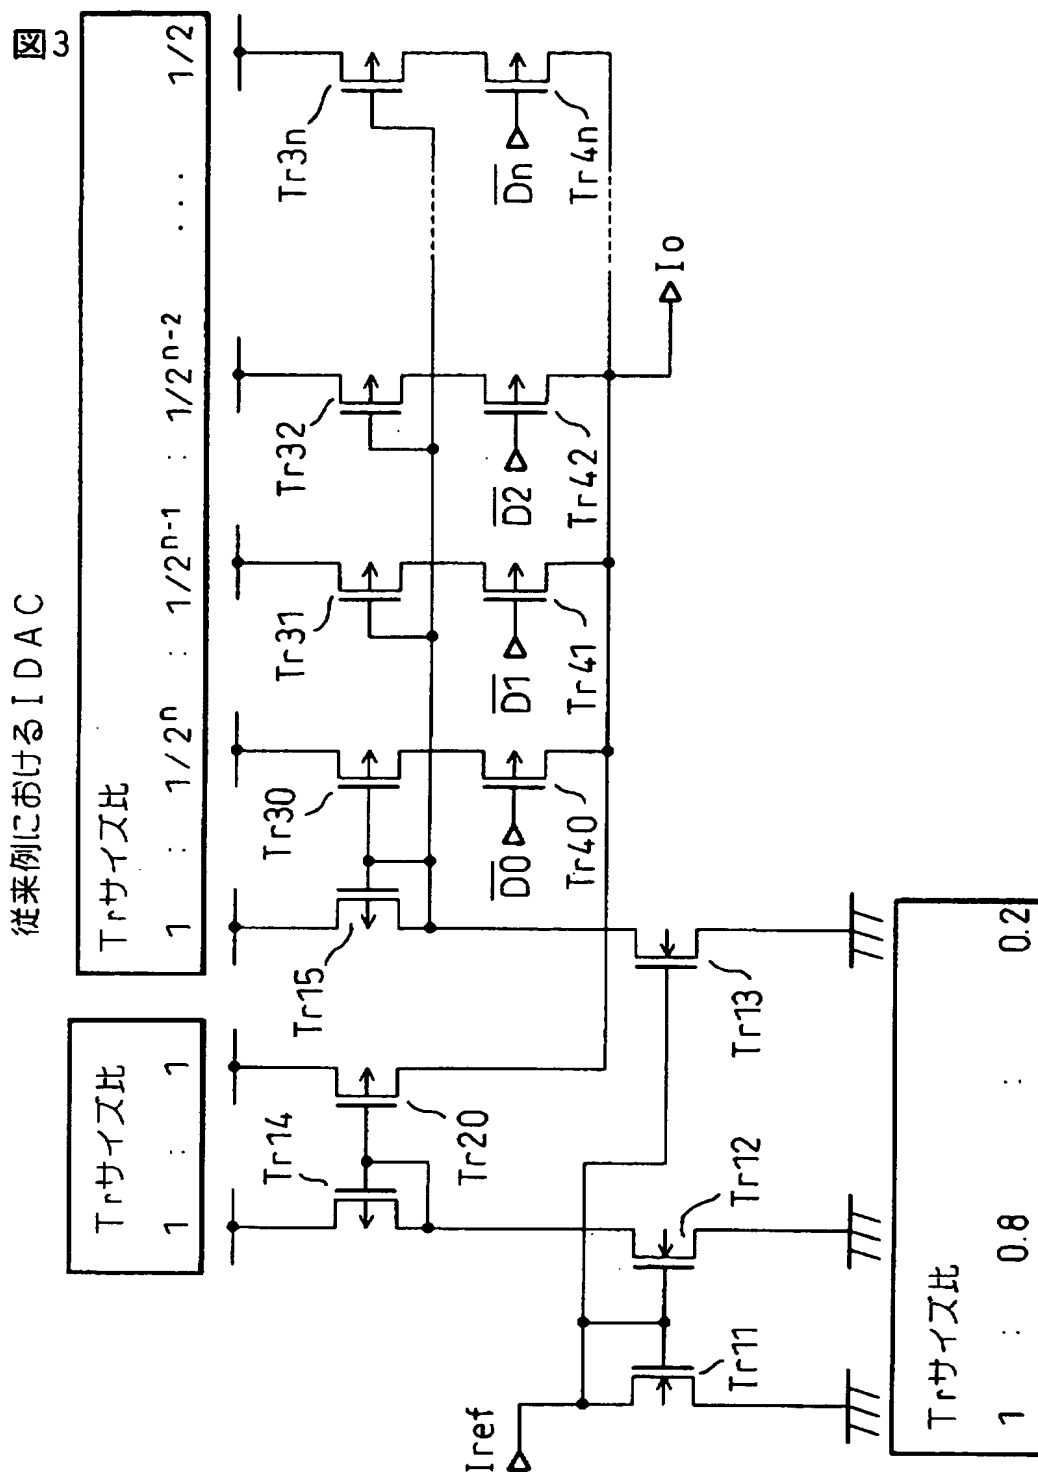 図3
従来例におけるIDAC
Trサイズ比
1 : 1
Trサイズ比
1 : 1/2ⁿ : 1/2ⁿ⁻¹ : 1/2ⁿ⁻² ... 1/2
Tr14
Tr20
Tr15
Tr30
Tr31
Tr32
Tr3n
D̅0̅
D̅1̅
D̅2̅
D̅n̅
Tr40
Tr41
Tr42
Tr4n
Iref
Io
Tr11
Tr12
Tr13
Trサイズ比
1 : 0.8 : 0.2